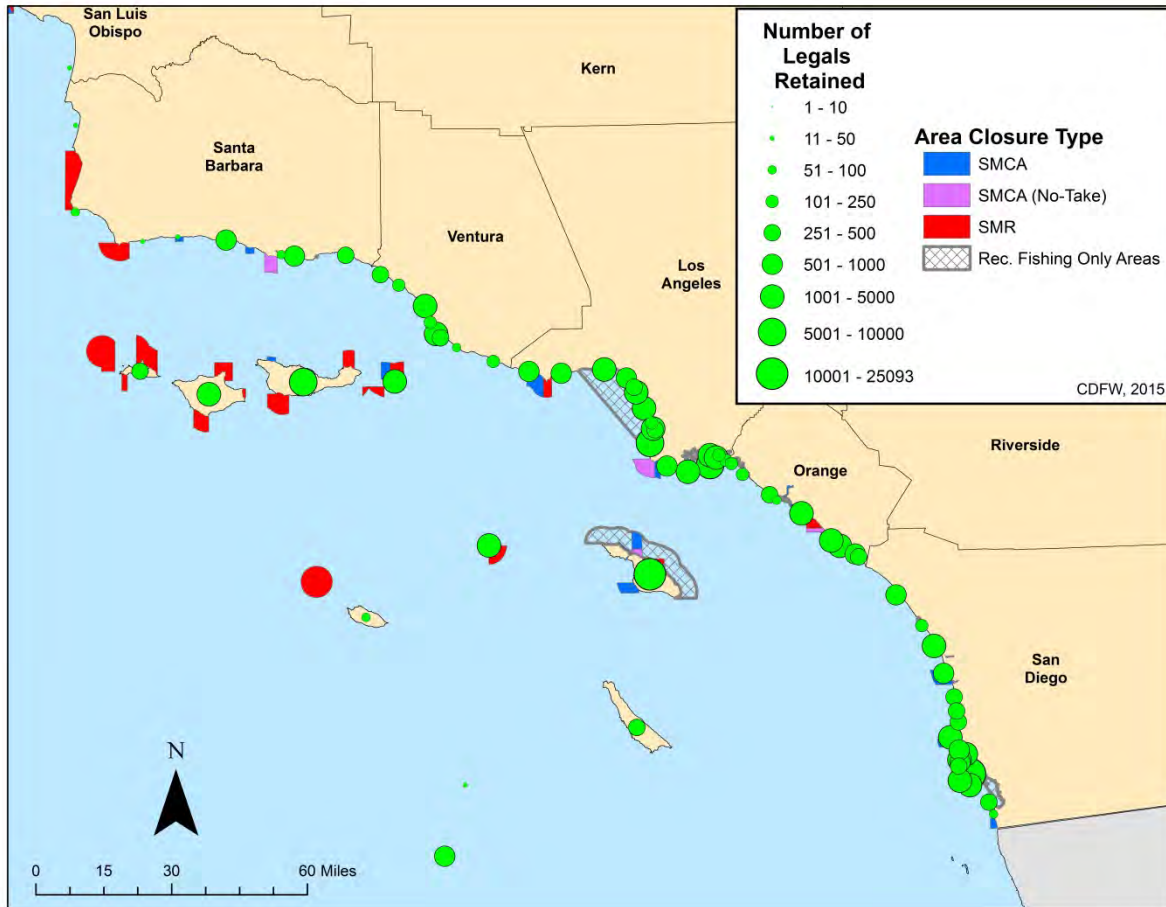 San Luis
Obispo
Kern
Santa
Barbara
Ventura
Los
Angeles
Orange
Riverside
San
Diego
Number of
Legals
Retained
1 - 10
11 - 50
51 - 100
101 - 250
251 - 500
501 - 1000
1001 - 5000
5001 - 10000
10001 - 25093
Area Closure Type
SMCA
SMCA (No-Take)
SMR
Rec. Fishing Only Areas
CDFW, 2015
N
0 15 30 60 Miles